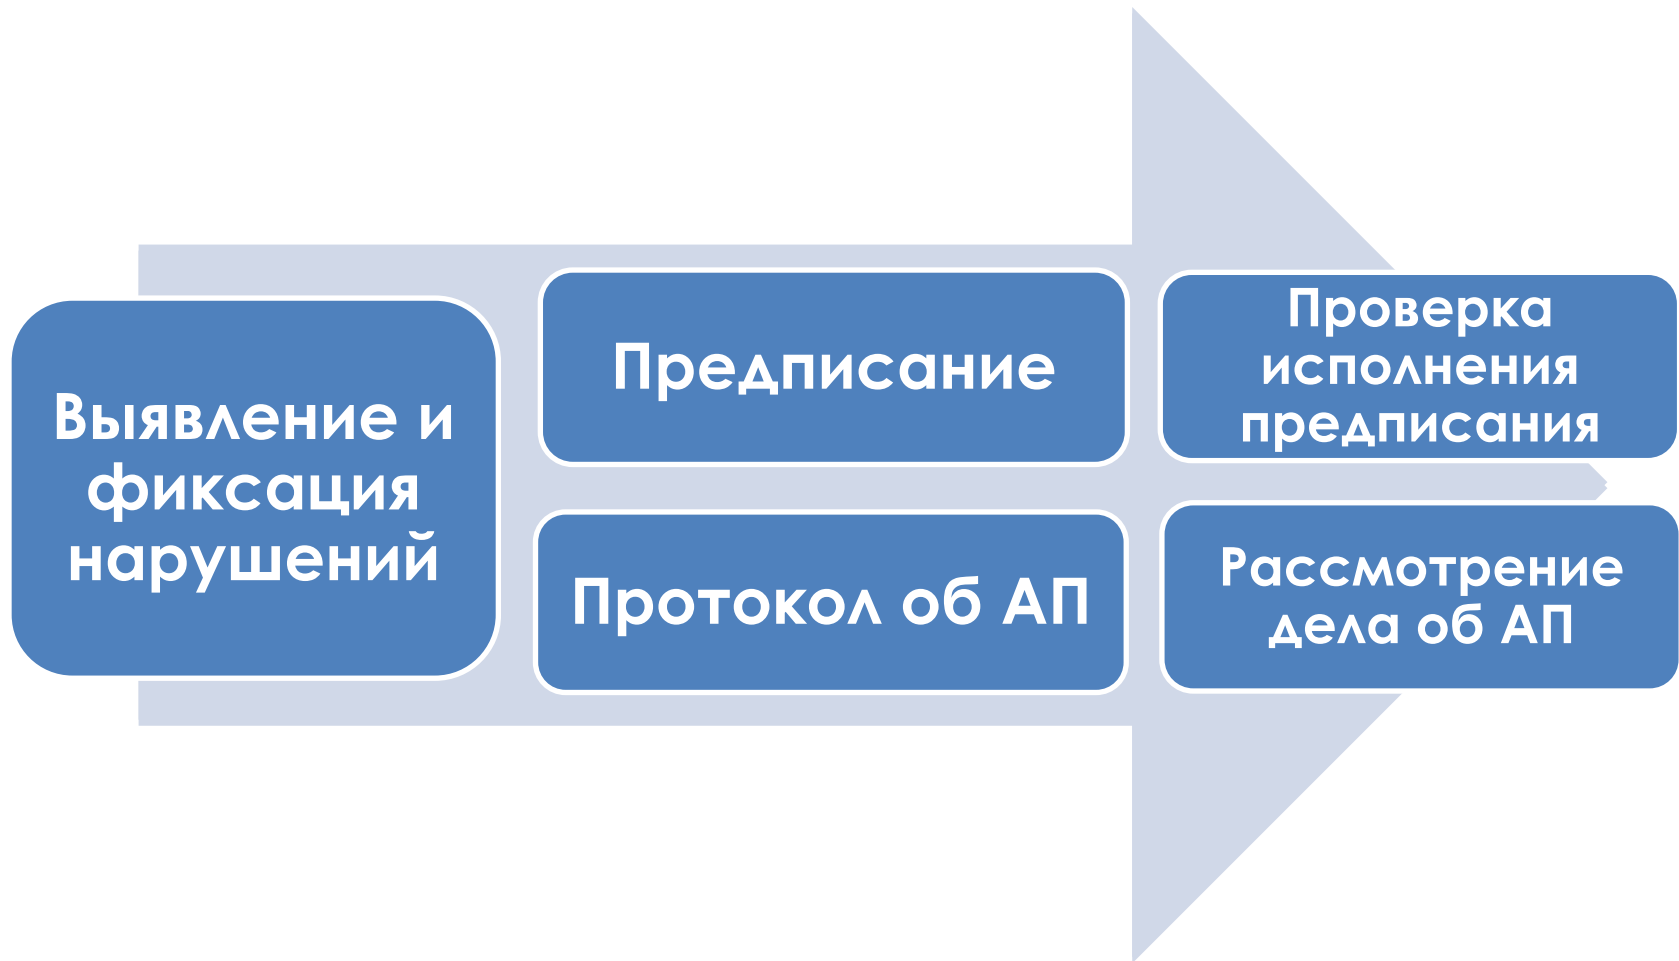 Выявление и
фиксация
нарушений
Предписание
Протокол об АП
Проверка
исполнения
предписания
Рассмотрение
дела об АП